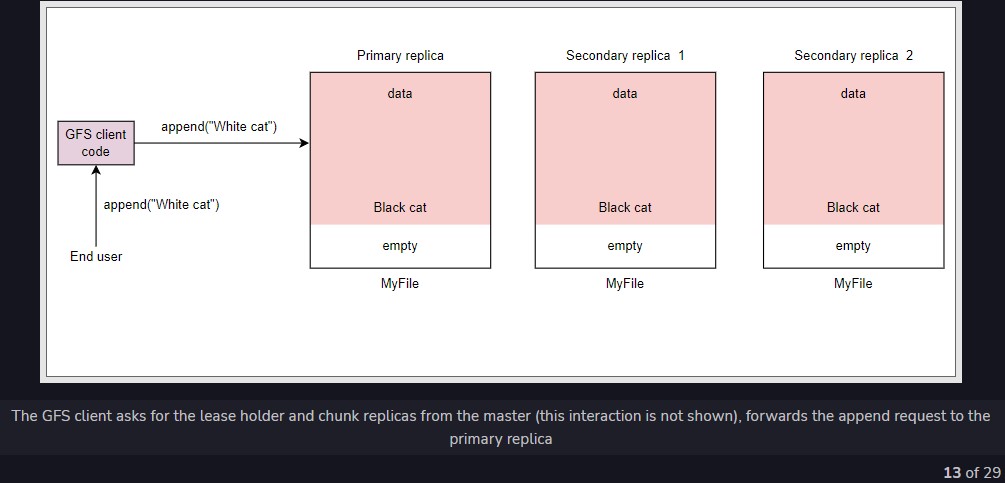 Primary replica
Secondary replica 1
Secondary replica 2
data
data
data
GFS client
code
append("White cat")
append("White cat")
End user
Black cat
Black cat
Black cat
empty
empty
empty
MyFile
MyFile
MyFile
The GFS client asks for the lease holder and chunk replicas from the master (this interaction is not shown), forwards the append request to the
primary replica
13 of 29